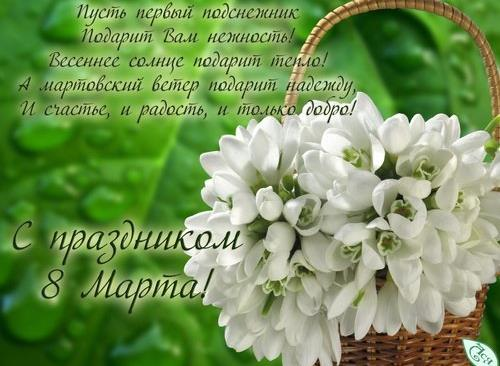 Пусть первый подснежник
Подарит Вам нежность!
Весеннее солнце подарит тепло!
А мартовский ветер подарит надежду,
И счастье, и радость, и только добро!
С праздником
8 Марта!